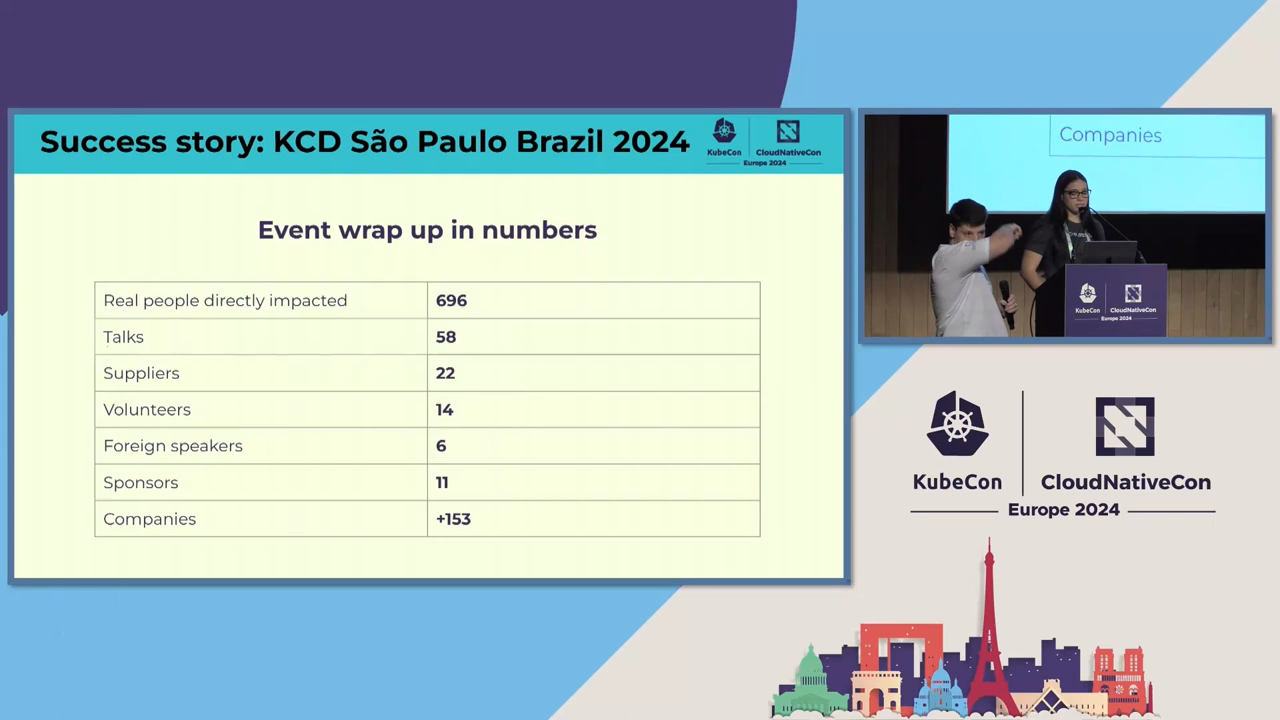 Success story: KCD São Paulo Brazil 2024
KubeCon
CloudNativeCon
Europe 2024
Event wrap up in numbers
Real people directly impacted 696
Talks 58
Suppliers 22
Volunteers 14
Foreign speakers 6
Sponsors 11
Companies +153
Companies
KubeCon
CloudNativeCon
Europe 2024
KubeCon
CloudNativeCon
Europe 2024